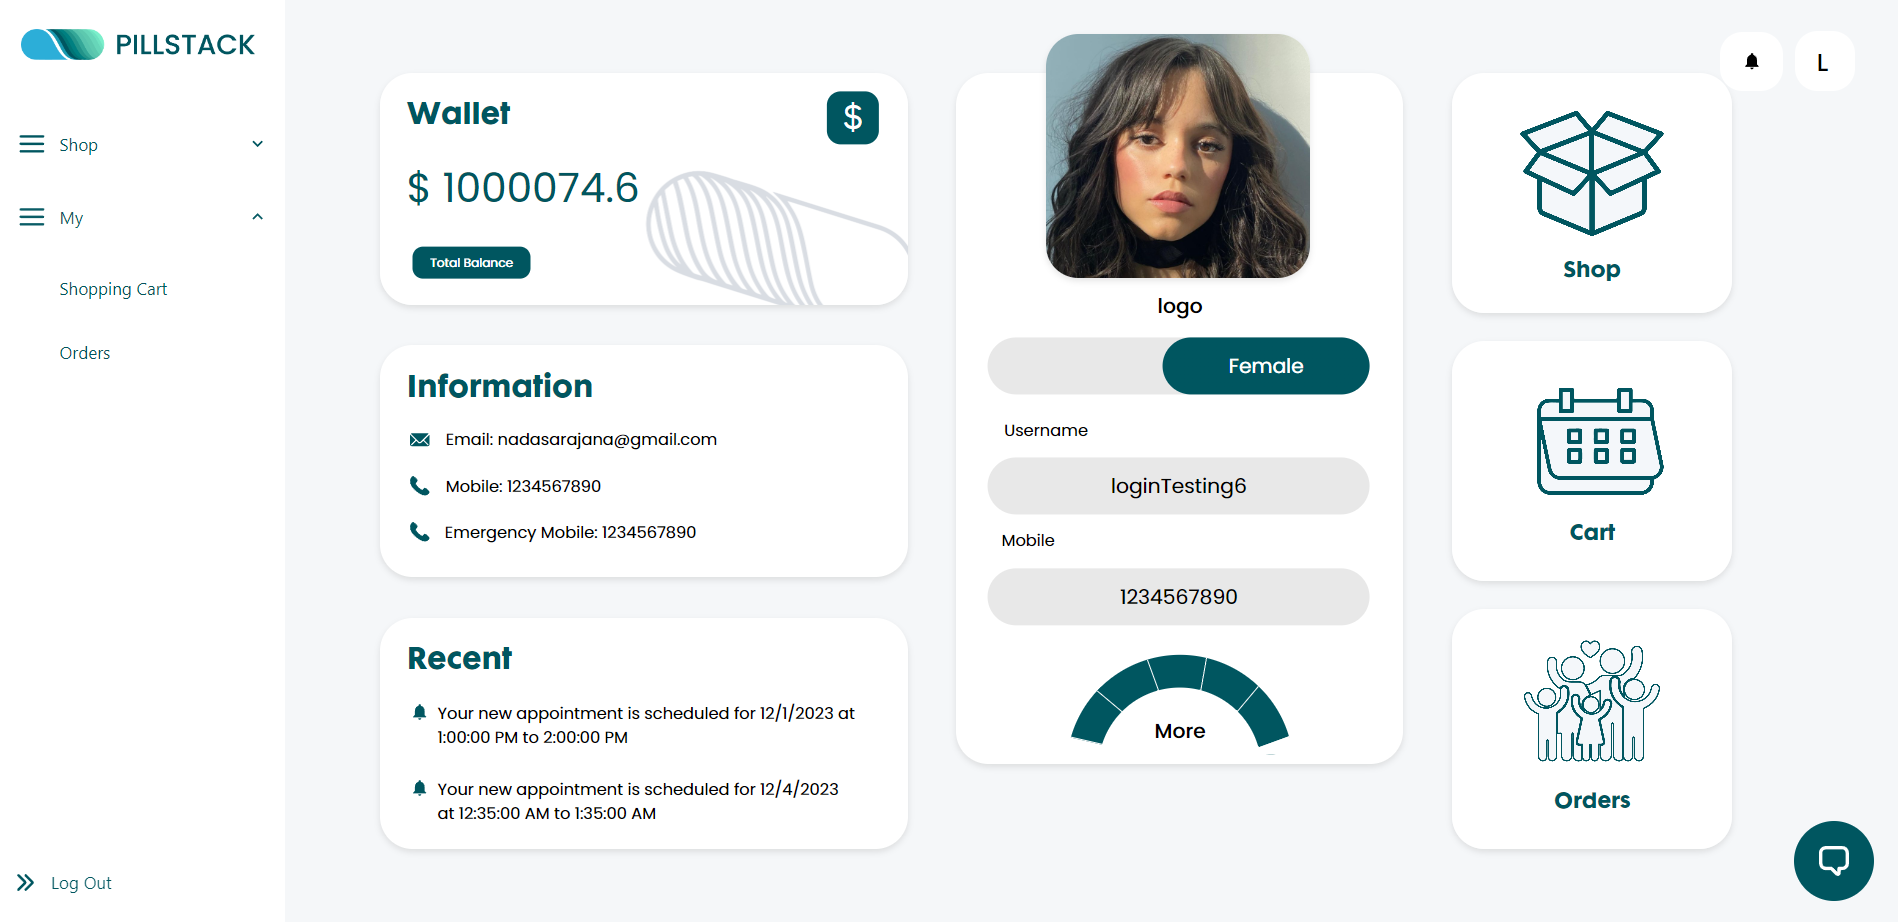 PILLSTACK
Shop
My
Shopping Cart
Orders
Log Out
Wallet
$
$ 1000074.6
Total Balance
Information
Email: nadasarajana@gmail.com
Mobile: 1234567890
Emergency Mobile: 1234567890
Recent
Your new appointment is scheduled for 12/1/2023 at
1:00:00 PM to 2:00:00 PM
Your new appointment is scheduled for 12/4/2023
at 12:35:00 AM to 1:35:00 AM
logo
Female
Username
loginTesting6
Mobile
1234567890
More
L
Shop
Cart
Orders